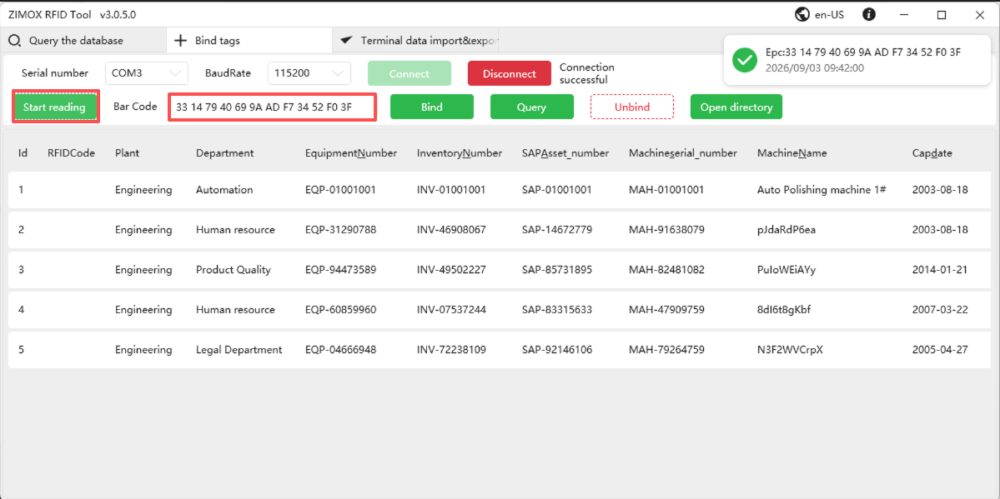 ZIMOX RFID Tool v3.0.5.0 en-US
Query the database Bind tags Terminal data import&expor
Epc:33 14 79 40 69 9A AD F7 34 52 F0 3F
2026/09/03 09:42:00
Serial number COM3 BaudRate 115200 Connect Disconnect Connection successful
Start reading Bar Code 33 14 79 40 69 9A AD F7 34 52 F0 3F Bind Query Unbind Open directory
Id RFIDCode Plant Department EquipmentNumber InventoryNumber SAPAsset_number Machineserial_number MachineName Capdate
1 Engineering Automation EQP-01001001 INV-01001001 SAP-01001001 MAH-01001001 Auto Polishing machine 1# 2003-08-18
2 Engineering Human resource EQP-31290788 INV-46908067 SAP-14672779 MAH-91638079 pJdaRdP6ea 2003-08-18
3 Engineering Product Quality EQP-94473589 INV-49502227 SAP-85731895 MAH-82481082 PuIoWEiAYy 2014-01-21
4 Engineering Human resource EQP-60859960 INV-07537244 SAP-83315633 MAH-47909759 8dI6t8gKbf 2007-03-22
5 Engineering Legal Department EQP-04666948 INV-72238109 SAP-92146106 MAH-79264759 N3F2WVCrpX 2005-04-27